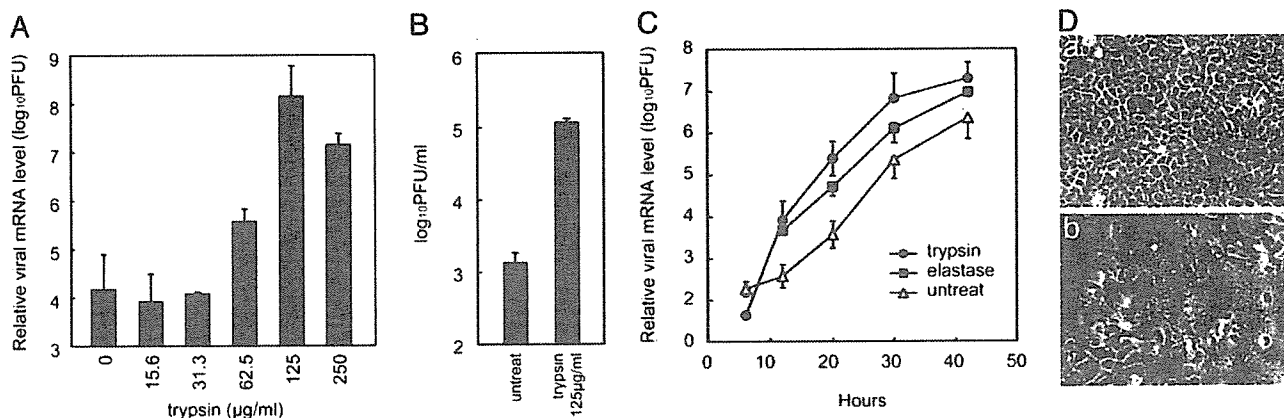 A
Relative viral mRNA level (log₁₀PFU)
9
8
7
6
5
4
3
0
15.6
31.3
62.5
125
250
trypsin (µg/ml)
B
log₁₀PFU/ml
6
5
4
3
2
untreat
trypsin
125µg/ml
C
Relative viral mRNA level (log₁₀PFU)
8
7
6
5
4
3
2
1
0
trypsin
elastase
untreat
0
10
20
30
40
50
Hours
D
a
b